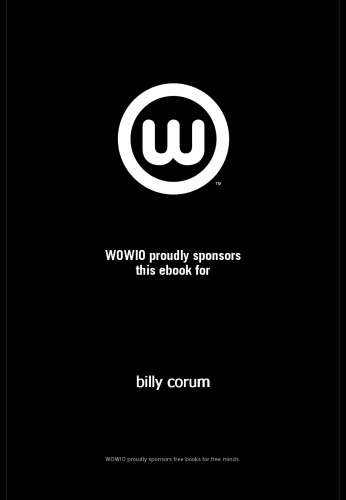 w
TM
WOWIO proudly sponsors
this ebook for
billy corum
WOWIO proudly sponsors free books for free minds.